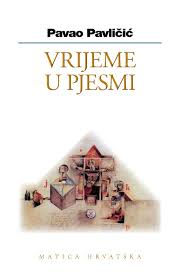 Pavao Pavličić
VRIJEME
U PJESMI
MATICA HRVATSKA